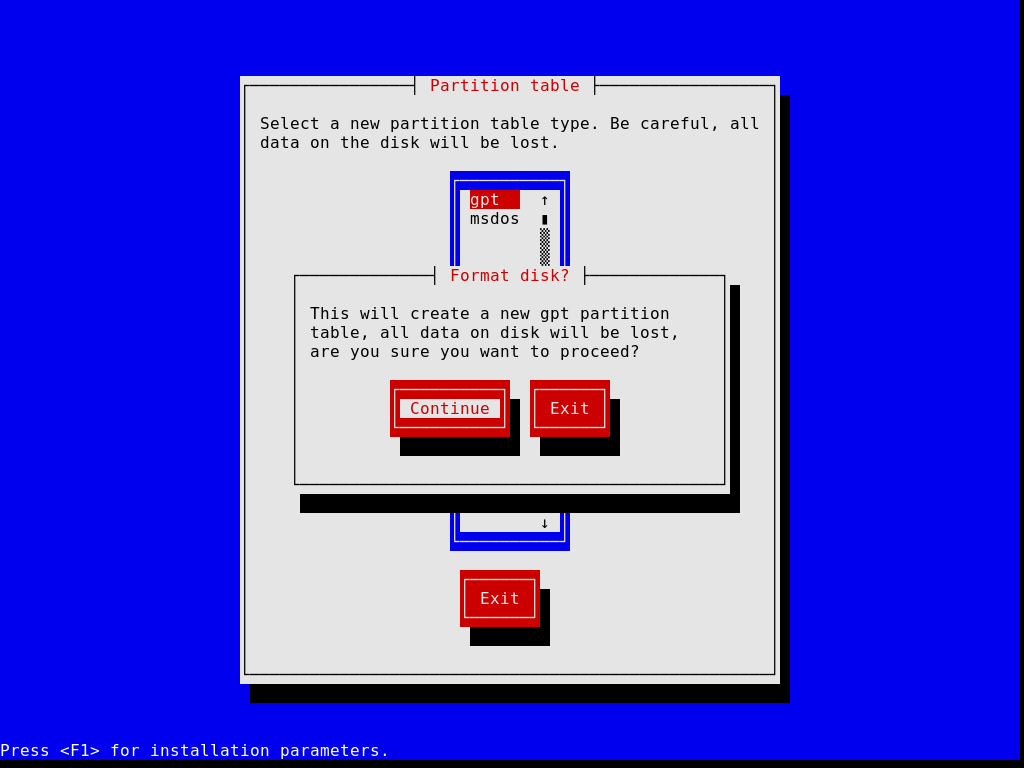 Partition table
Select a new partition table type. Be careful, all
data on the disk will be lost.
gpt ↑
msdos
Format disk?
This will create a new gpt partition
table, all data on disk will be lost,
are you sure you want to proceed?
Continue Exit
↓
Exit
Press <F1> for installation parameters.